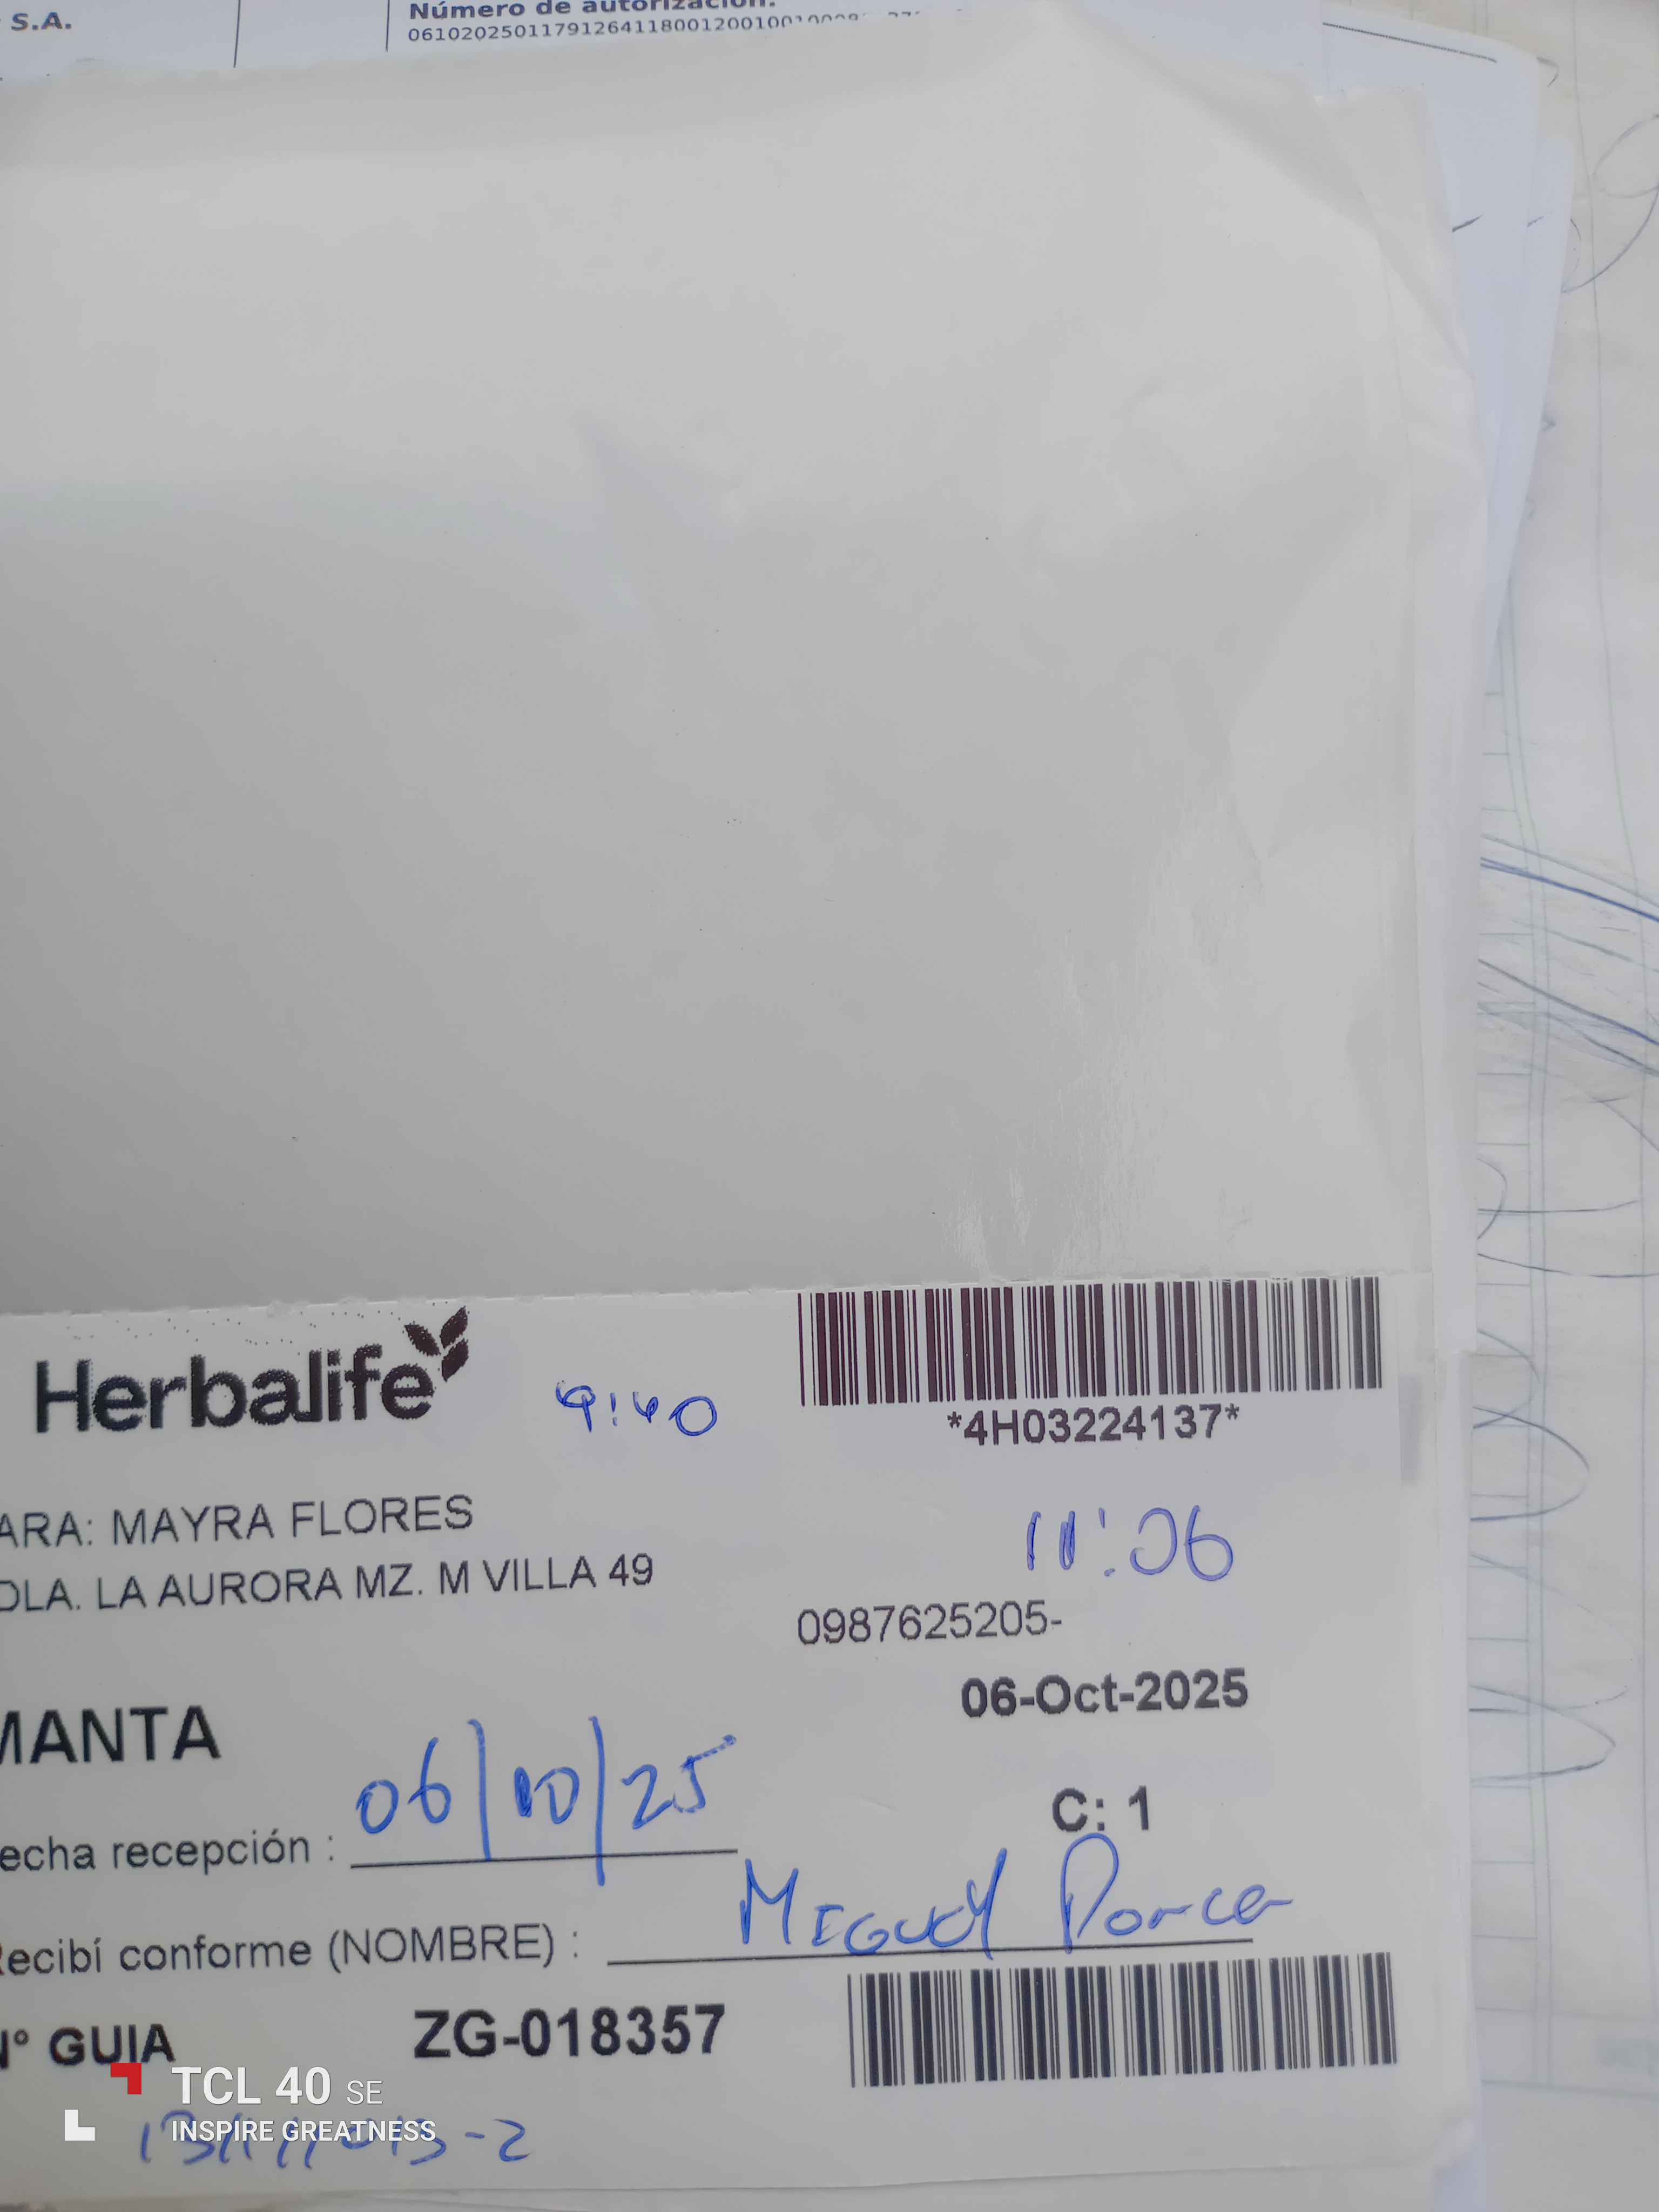 S.A.
Número de autorización:
0610202501179126411800120010010009
Herbalife
9:40
*4H03224137*
ARA: MAYRA FLORES
11:06
OLA. LA AURORA MZ. M VILLA 49
0987625205-
06-Oct-2025
MANTA
06/10/25
C: 1
echa recepción :
Recibí conforme (NOMBRE) : MIGUEL
N° GUIA ZG-018357
TCL 40 SE
INSPIRE GREATNESS